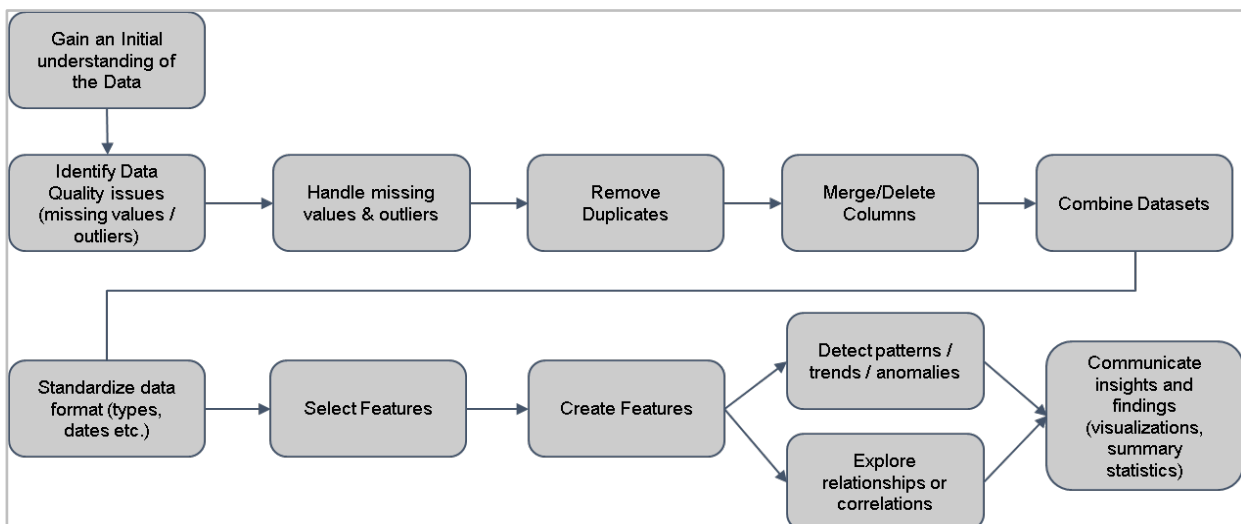 Gain an Initial
understanding of
the Data
Identify Data
Quality issues
(missing values /
outliers)
Handle missing
values & outliers
Remove
Duplicates
Merge/Delete
Columns
Combine Datasets
Standardize data
format (types,
dates etc.)
Select Features
Create Features
Detect patterns /
trends / anomalies
Explore
relationships or
correlations
Communicate
insights and
findings
(visualizations,
summary
statistics)